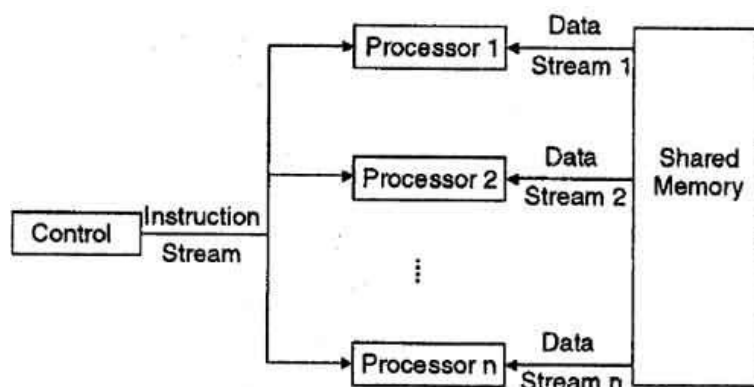 Processor 1
Data
Stream 1
Processor 2
Data
Stream 2
Shared
Memory
Control
Instruction
Stream
Processor n
Data
Stream n